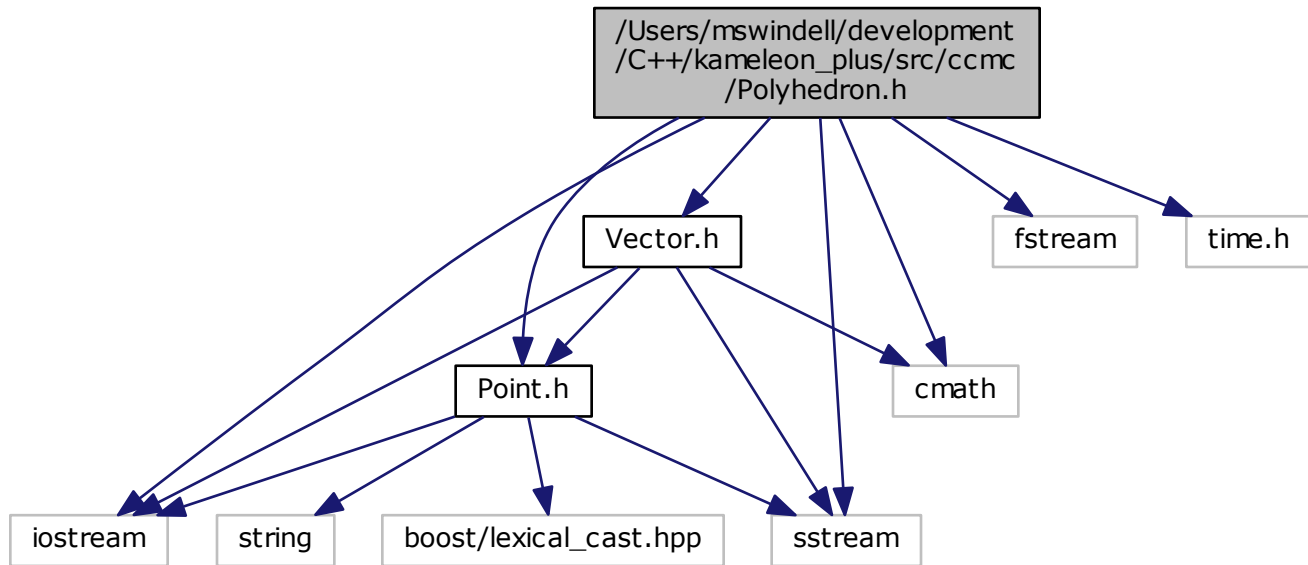 /Users/mswindell/development
/C++/kameleon_plus/src/ccmc
/Polyhedron.h
Vector.h
fstream
time.h
Point.h
cmath
iostream
string
boost/lexical_cast.hpp
sstream